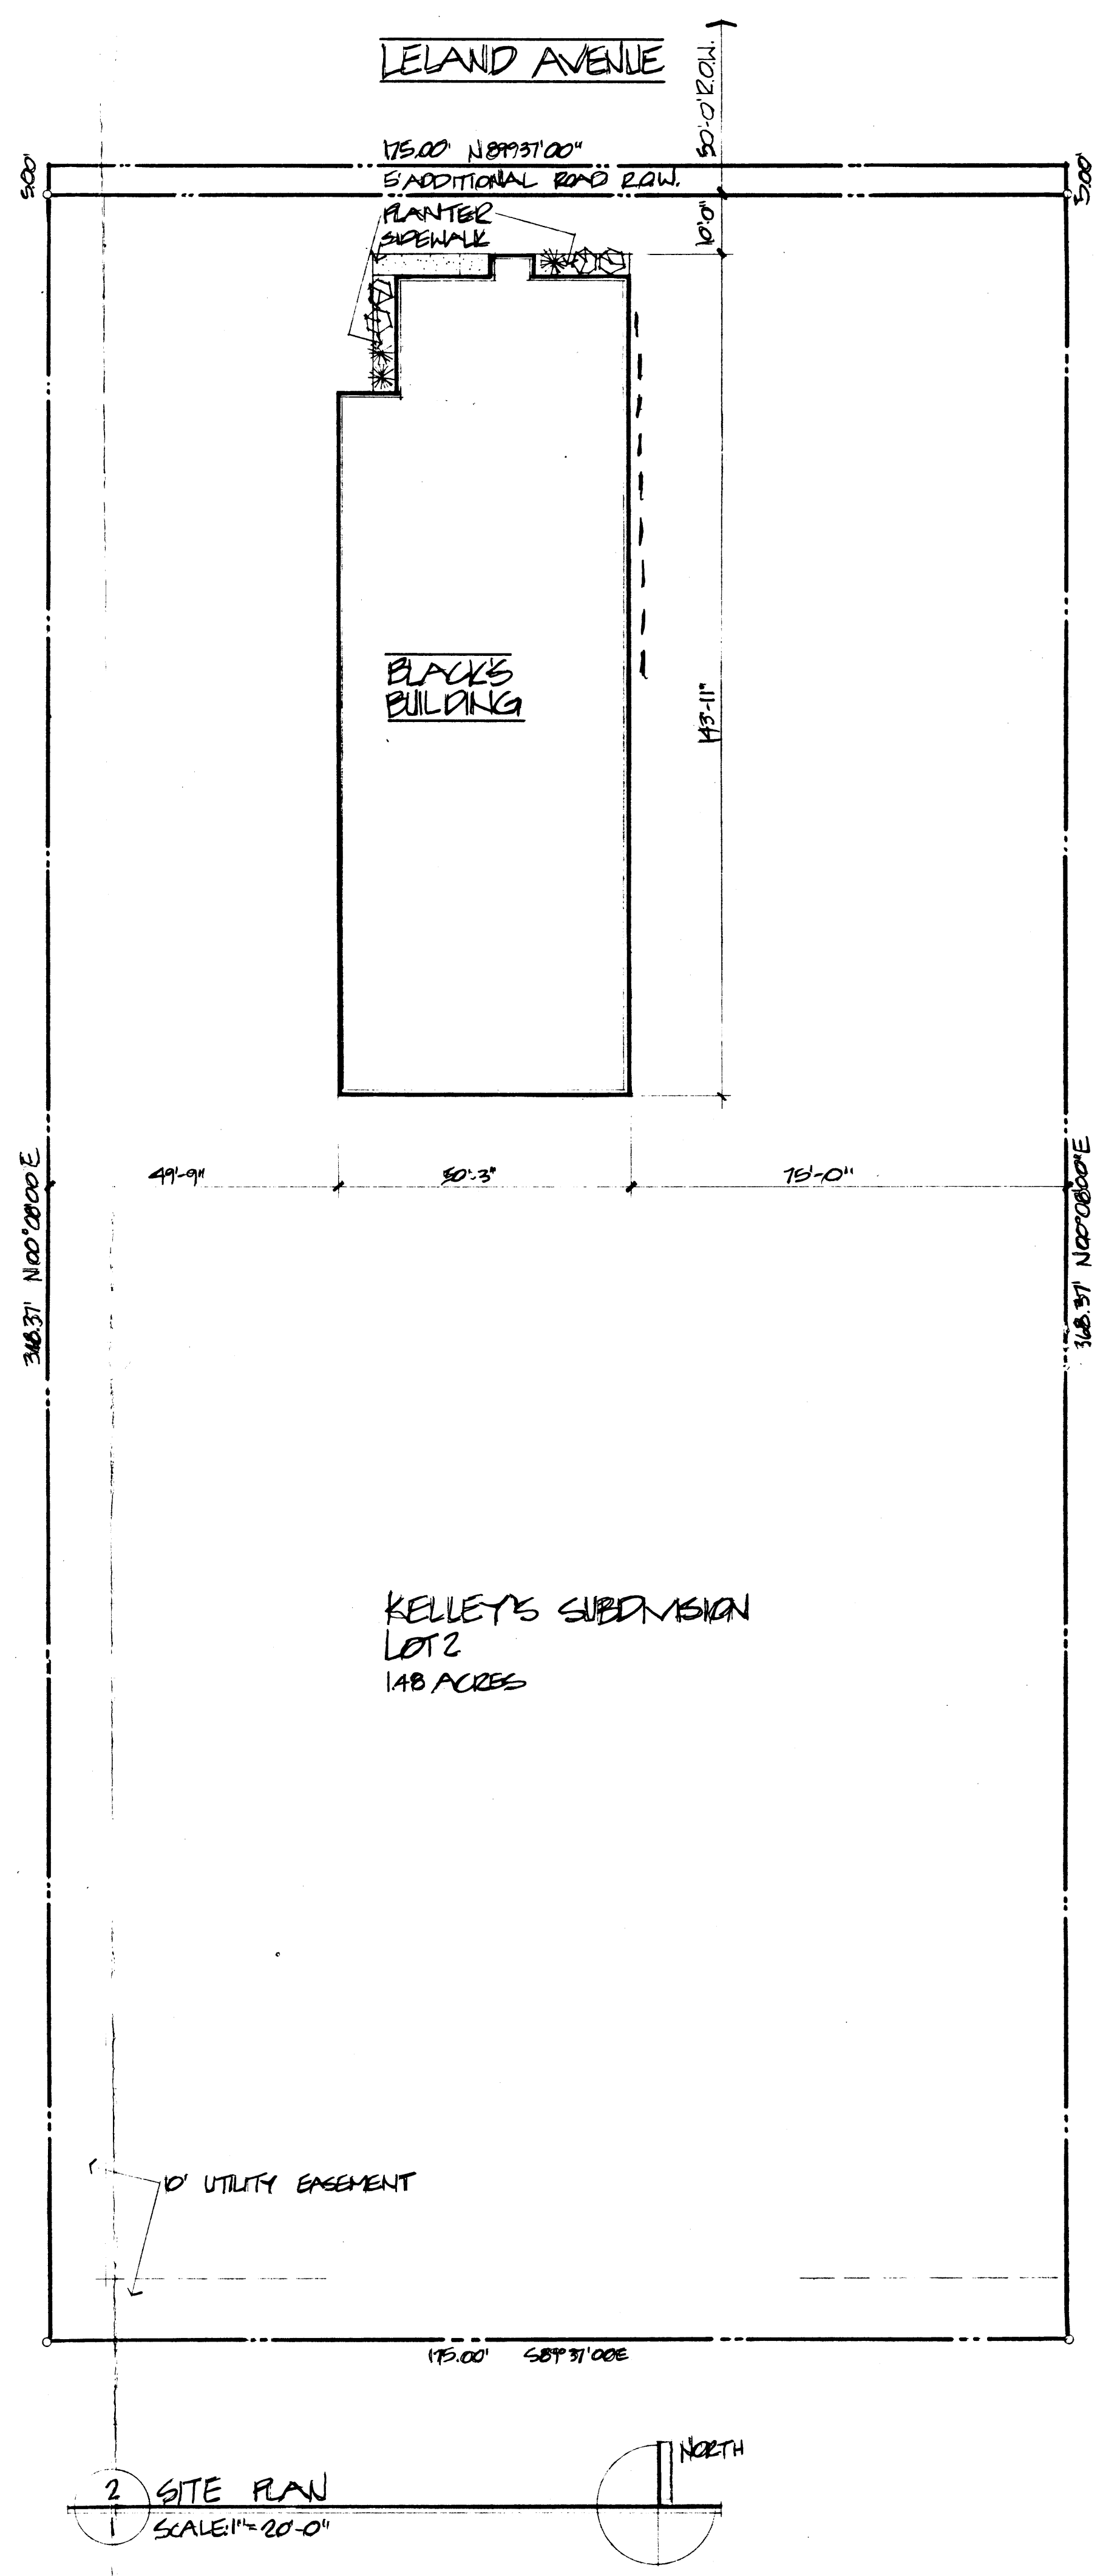 LELAND AVENUE
50'-0" R.O.W.
175.00' N 89°37'00"
5.00'
5' ADDITIONAL ROAD R.O.W.
5.00'
PLANTER
SIDEWALK
10'-0"
BLACK'S
BUILDING
143'-11"
49'-9"
50'-3"
75'-0"
368.37' N00°08'00"E
368.37' N00°08'00"E
KELLEY'S SUBDIVISION
LOT 2
1.48 ACRES
10' UTILITY EASEMENT
175.00' S89°37'00E
NORTH
2
1
SITE PLAN
SCALE: 1" = 20'-0"